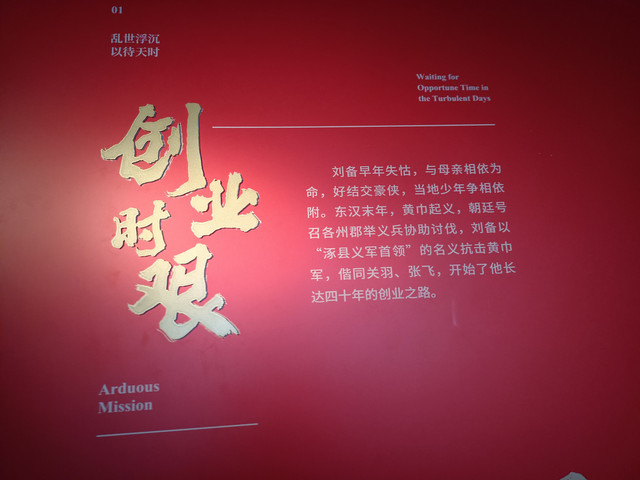 01
乱世浮沉
以待天时
Waiting for
Opportune Time in
the Turbulent Days
创业
时艰
刘备早年失怙，与母亲相依为
命，好结交豪侠，当地少年争相依
附。东汉末年，黄巾起义，朝廷号
召各州郡举义兵协助讨伐，刘备以
“涿县义军首领”的名义抗击黄巾
军，偕同关羽、张飞，开始了他长
达四十年的创业之路。
Arduous
Mission